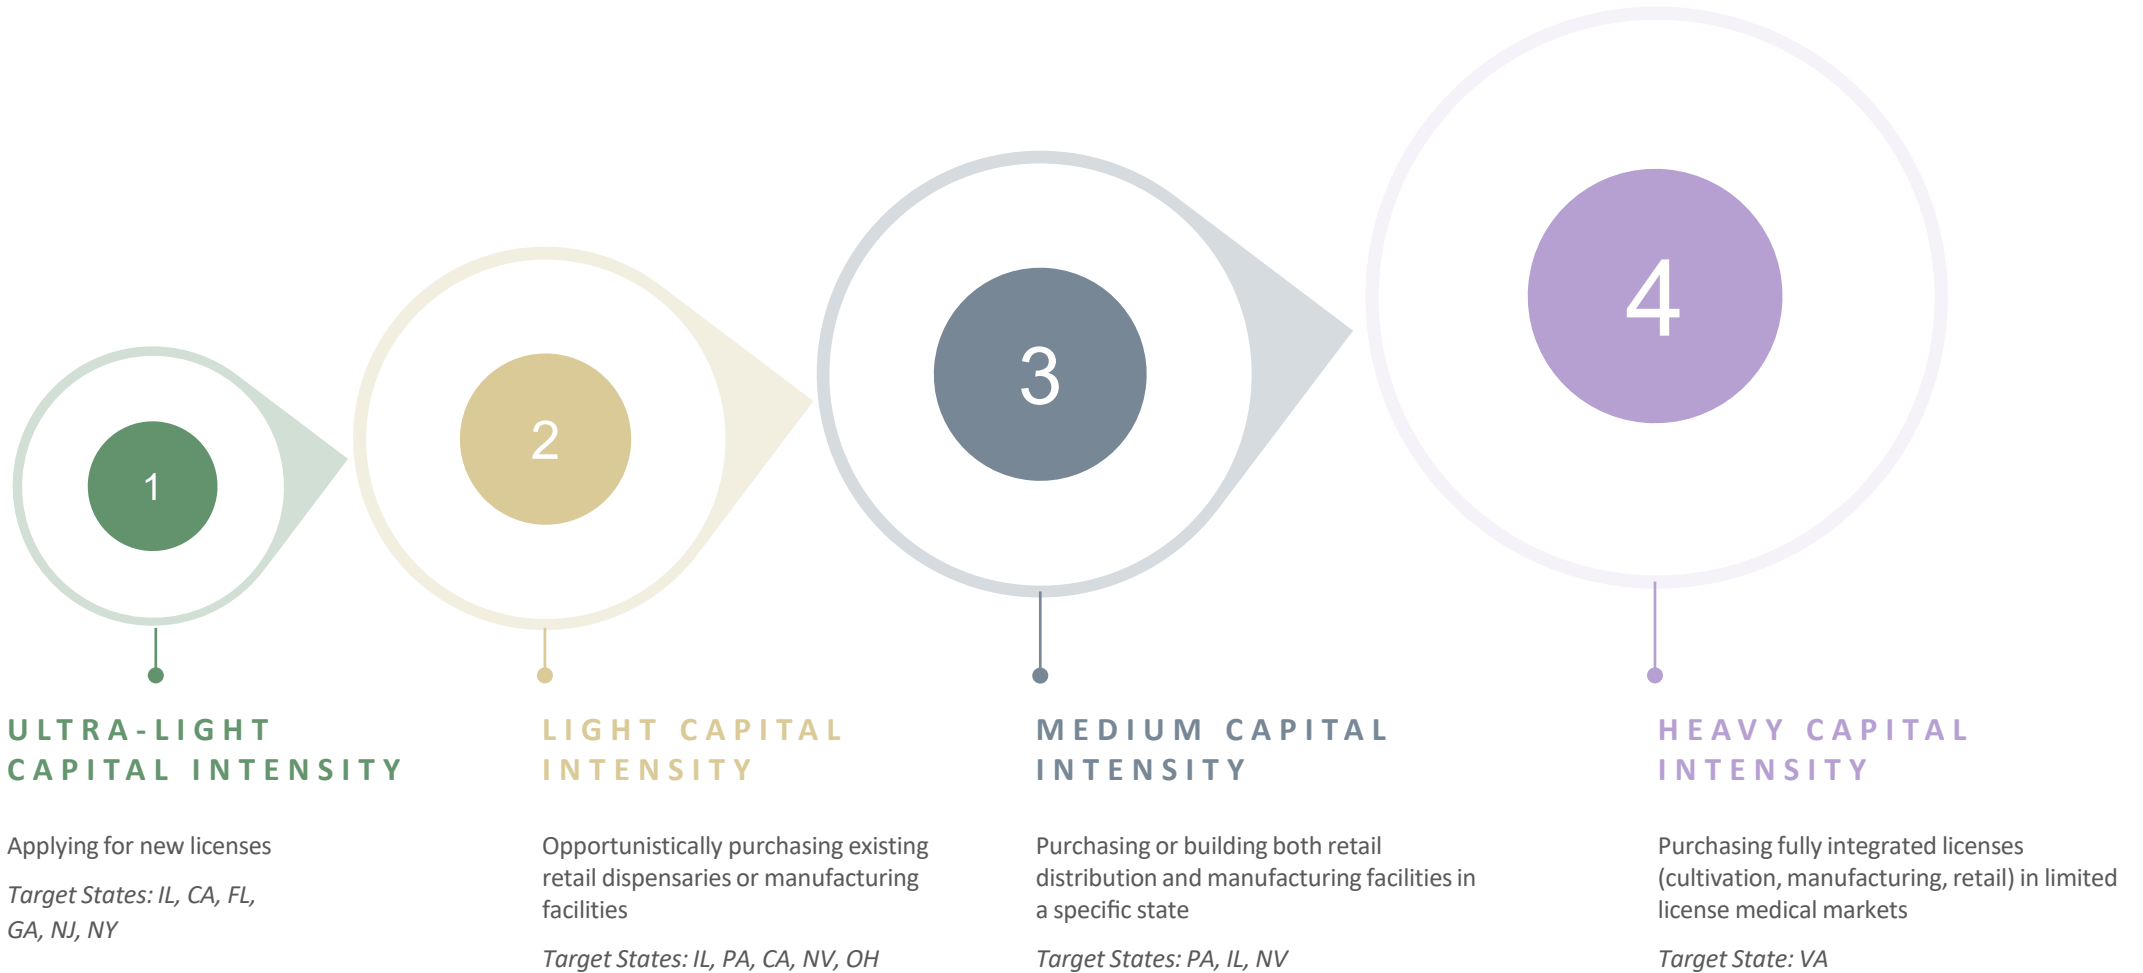 1
2
3
4
ULTRA-LIGHT
CAPITAL INTENSITY
Applying for new licenses
Target States: IL, CA, FL,
GA, NJ, NY
LIGHT CAPITAL
INTENSITY
Opportunistically purchasing existing
retail dispensaries or manufacturing
facilities
Target States: IL, PA, CA, NV, OH
MEDIUM CAPITAL
INTENSITY
Purchasing or building both retail
distribution and manufacturing facilities in
a specific state
Target States: PA, IL, NV
HEAVY CAPITAL
INTENSITY
Purchasing fully integrated licenses
(cultivation, manufacturing, retail) in limited
license medical markets
Target State: VA